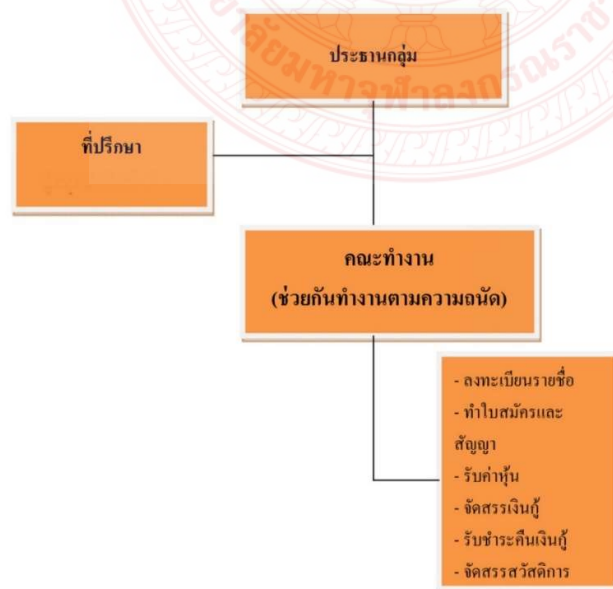 ประธานกลุ่ม
ที่ปรึกษา
คณะทำงาน
(ช่วยกันทำงานตามความถนัด)
- ลงทะเบียนรายชื่อ
- ทำใบสมัครและ
สัญญา
- รับค่าหุ้น
- จัดสรรเงินกู้
- รับชำระคืนเงินกู้
- จัดสรรสวัสดิการ